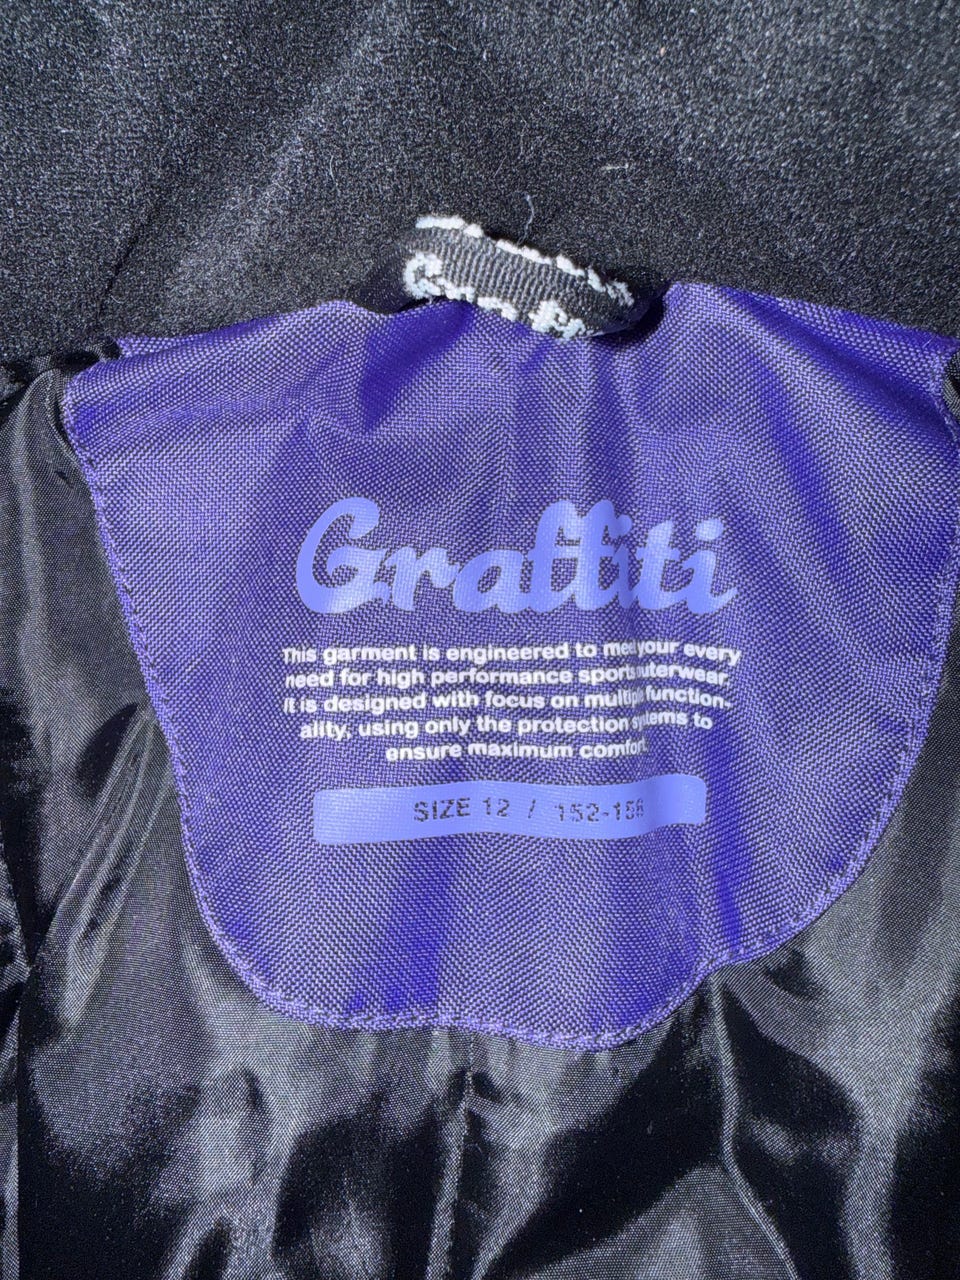 Graffiti
This garment is engineered to meet your every
need for high performance sport outerwear.
It is designed with focus on multiple function-
ality, using only the protection systems to
ensure maximum comfort.
SIZE 12 / 152-158